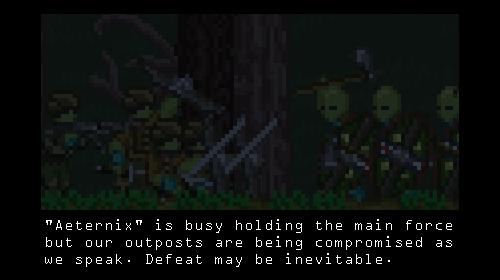 "Aeternix" is busy holding the main force
but our outposts are being compromised as
we speak. Defeat may be inevitable.